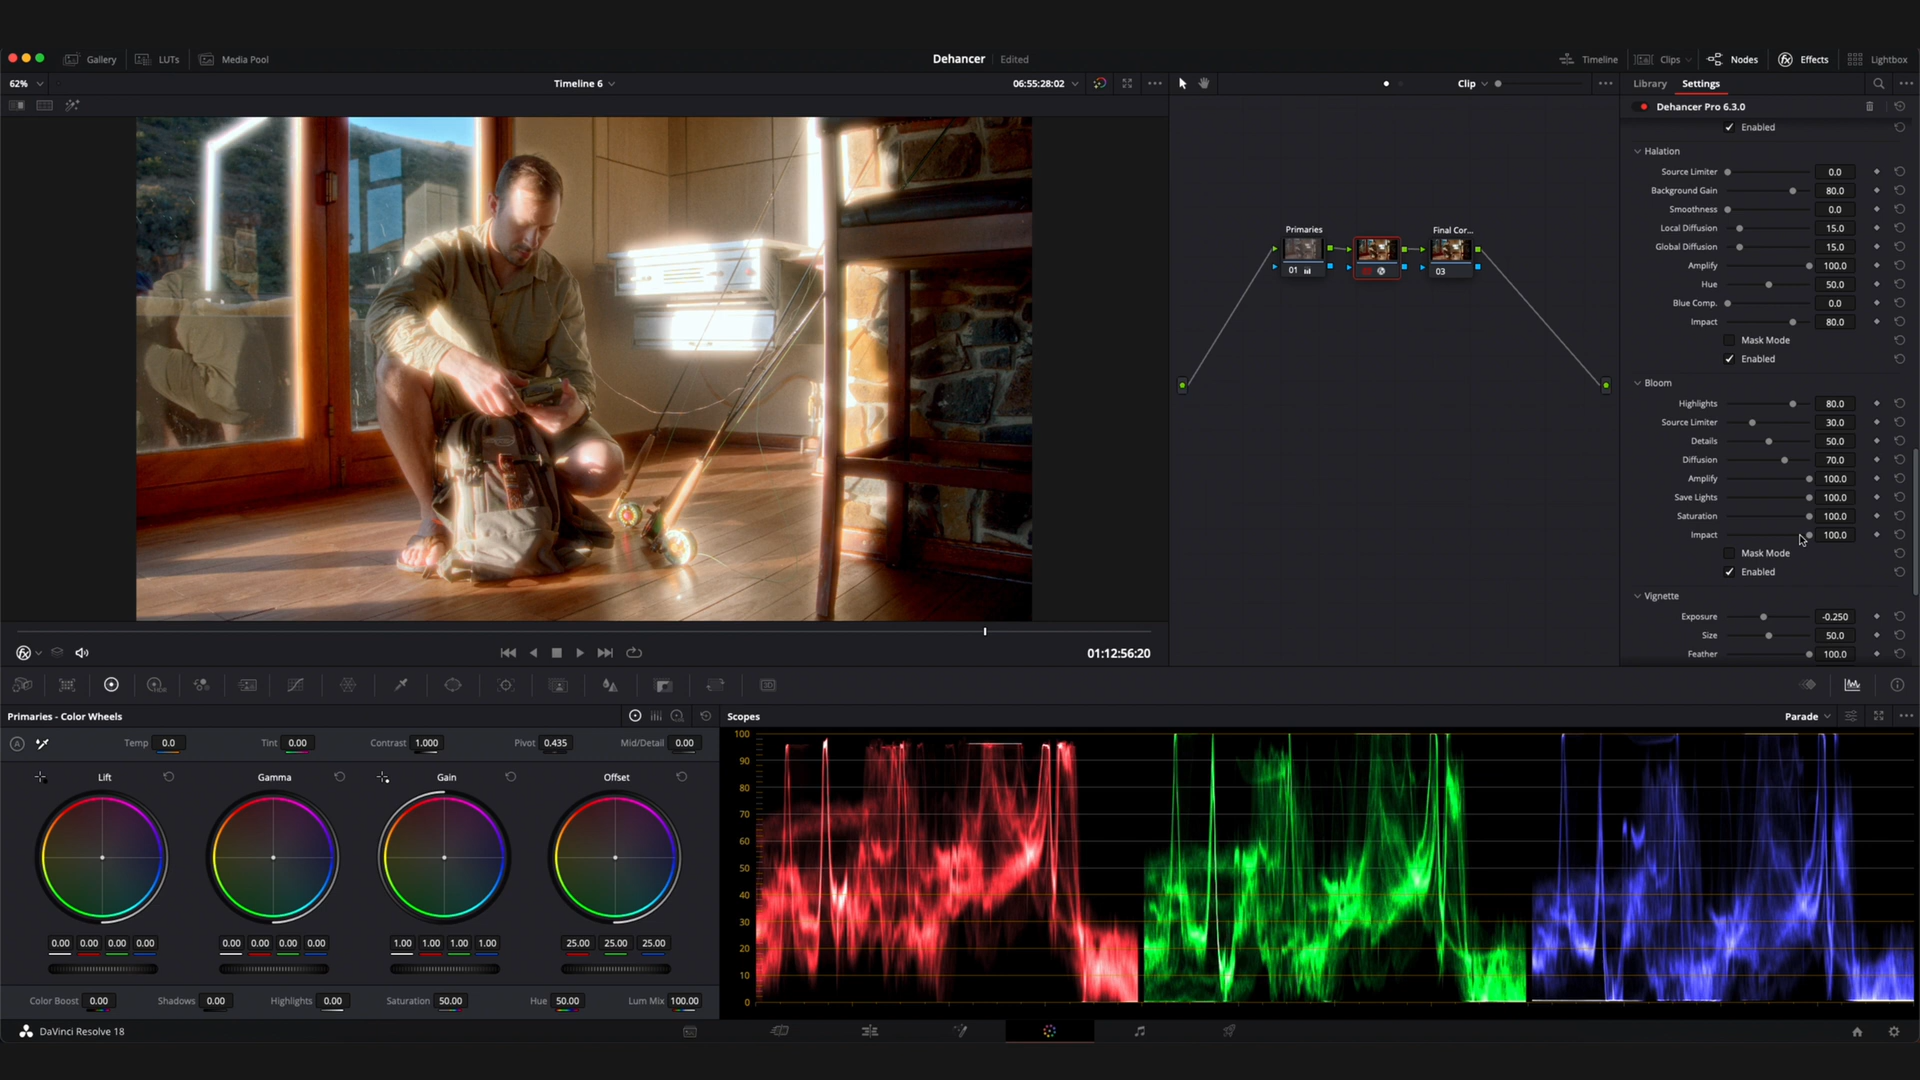 Gallery LUTs Media Pool Dehancer Edited Timeline Clips Nodes Effects Lightbox
62% Timeline 6 06:55:28:02 Clip Library Settings
Dehancer Pro 6.3.0
Enabled
Halation
Source Limiter 0.0
Background Gain 80.0
Smoothness 0.0
Local Diffusion 15.0
Global Diffusion 15.0
Amplify 100.0
Hue 50.0
Blue Comp. 0.0
Impact 80.0
Mask Mode
Enabled
Bloom
Highlights 80.0
Source Limiter 30.0
Details 50.0
Diffusion 70.0
Amplify 100.0
Save Lights 100.0
Saturation 100.0
Impact 100.0
Mask Mode
Enabled
Vignette
Exposure -0.250
Size 50.0
Feather 100.0
Primaries Final Cor...
01 03
01:12:56:20
Primaries - Color Wheels
Temp 0.0 Tint 0.00 Contrast 1.000 Pivot 0.435 Mid/Detail 0.00
Lift Gamma Gain Offset
0.00 0.00 0.00 0.00 0.00 0.00 0.00 0.00 1.00 1.00 1.00 1.00 25.00 25.00 25.00
Color Boost 0.00 Shadows 0.00 Highlights 0.00 Saturation 50.00 Hue 50.00 Lum Mix 100.00
Scopes Parade
100
90
80
70
60
50
40
30
20
10
0
DaVinci Resolve 18